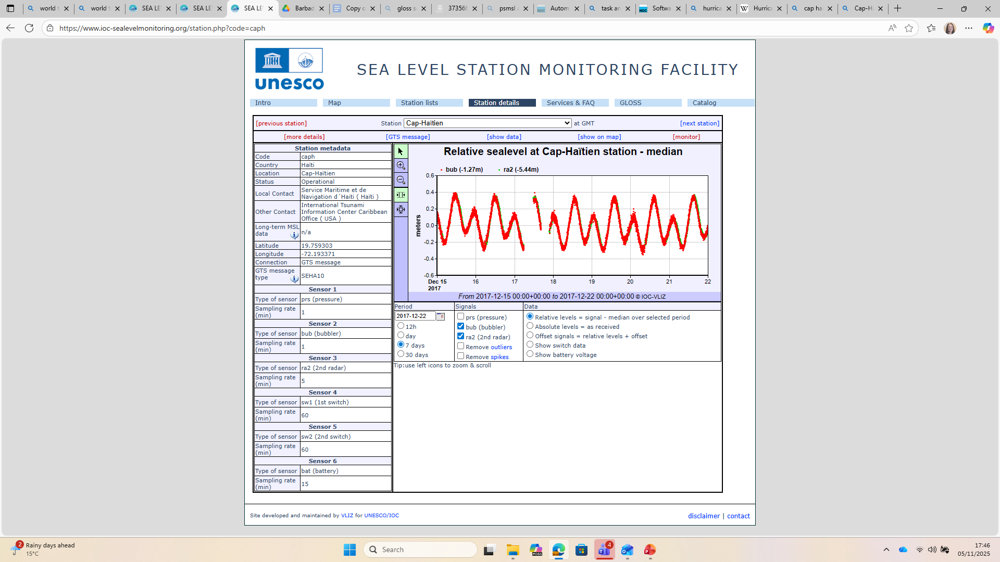 world t
world t
SEA LE
SEA LE
SEA LE
Barbad
Copy o
gloss s
373566
psmsl a
Autom
task an
Softwa
hurrica
Hurrica
cap ha
Cap-H
https://www.ioc-sealevelmonitoring.org/station.php?code=caph
unesco
SEA LEVEL STATION MONITORING FACILITY
Intro Map Station lists Station details Services & FAQ GLOSS Catalog
[previous station] Station Cap-Haïtien at GMT [next station]
[more details] [GTS message] [show data] [show on map] [monitor]
Station metadata
Code caph
Country Haïti
Location Cap-Haïtien
Status Operational
Local Contact Service Maritime et de
Navigation d´Haiti ( Haïti )
Other Contact International Tsunami
Information Center Caribbean
Office ( USA )
Long-term MSL
data n/a
Latitude 19.759303
Longitude -72.193371
Connection GTS message
GTS message
type SEHA10
Sensor 1
Type of sensor prs (pressure)
Sampling rate
(min) 1
Sensor 2
Type of sensor bub (bubbler)
Sampling rate
(min) 1
Sensor 3
Type of sensor ra2 (2nd radar)
Sampling rate
(min) 5
Sensor 4
Type of sensor sw1 (1st switch)
Sampling rate
(min) 60
Sensor 5
Type of sensor sw2 (2nd switch)
Sampling rate
(min) 60
Sensor 6
Type of sensor bat (battery)
Sampling rate
(min) 15
Relative sealevel at Cap-Haïtien station - median
bub (-1.27m) ra2 (-5.44m)
meters
0.6
0.4
0.2
0.0
-0.2
-0.4
-0.6
Dec 15 16 17 18 19 20 21 22
2017
From 2017-12-15 00:00+00:00 to 2017-12-22 00:00+00:00 © IOC-VLIZ
Period
2017-12-22
12h
day
7 days
30 days
Signals
prs (pressure)
bub (bubbler)
ra2 (2nd radar)
Remove outliers
Remove spikes
Data
Relative levels = signal - median over selected period
Absolute levels = as received
Offset signals = relative levels + offset
Show switch data
Show battery voltage
Tip:use left icons to zoom & scroll
Site developed and maintained by VLIZ for UNESCO/IOC
disclaimer | contact
2
Rainy days ahead
15°C
Search
M365
4
17:46
05/11/2025